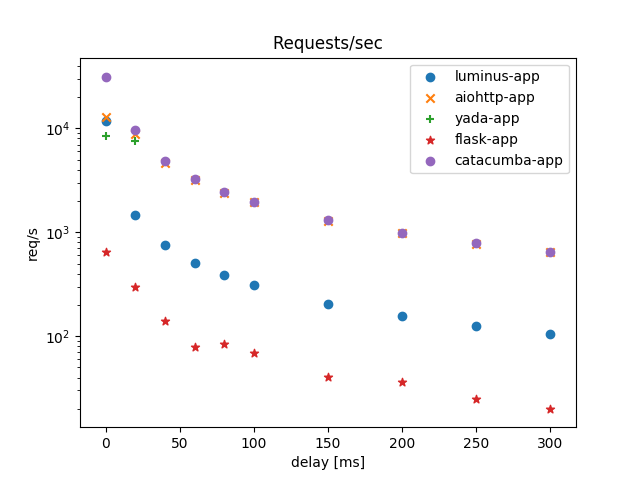 Requests/sec
luminus-app
aiohttp-app
yada-app
flask-app
catacumba-app
req/s
10^4
10^3
10^2
0 50 100 150 200 250 300
delay [ms]